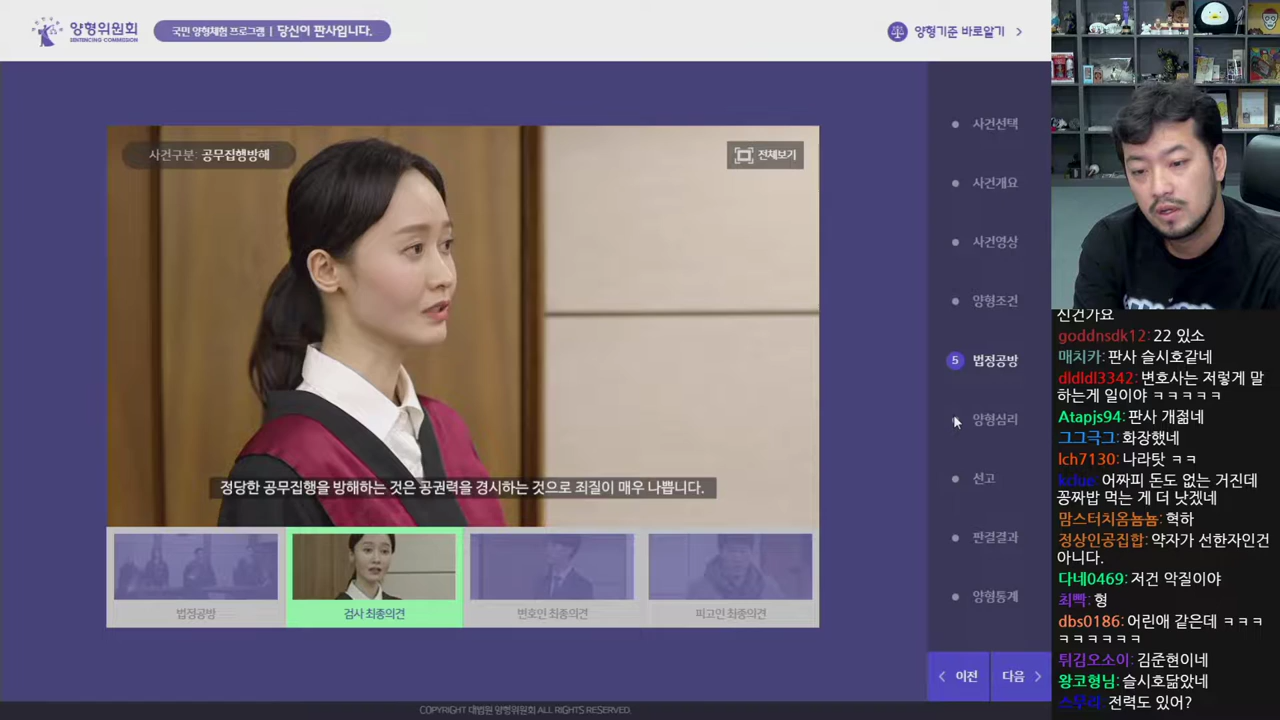 양형위원회
SENTENCING COMMISSION
국민 양형체험 프로그램 | 당신이 판사입니다.
양형기준 바로알기
사건구분: 공무집행방해
전체보기
정당한 공무집행을 방해하는 것은 공권력을 경시하는 것으로 죄질이 매우 나쁩니다.
법정공방
검사 최종의견
변호인 최종의견
피고인 최종의견
사건선택
사건개요
사건영상
양형조건
5 법정공방
양형심리
선고
판결결과
양형통계
이전
다음
COPYRIGHT 대법원 양형위원회 ALL RIGHTS RESERVED.
신건가요
goddnsdk12: 22 있소
매치카: 판사 슬시호같네
dldldl3342: 변호사는 저렇게 말
하는게 일이야 ㅋㅋㅋㅋㅋ
Atapjs94: 판사 개젊네
그그극그: 화장했네
lch7130: 나라탓 ㅋㅋ
kclue: 어짜피 돈도 없는 거진데
꽁짜밥 먹는 게 더 낫겠네
맘스터치옴뇸뇸: 혁하
정상인공집합: 약자가 선한자인건
아니다.
다네0469: 저건 악질이야
최빡: 형
dbs0186: 어린애 같은데 ㅋㅋㅋ
ㅋㅋㅋㅋㅋㅋ
튀김오소이: 김준현이네
왕코형님: 슬시호닮았네
스푸라: 전력도 있어?